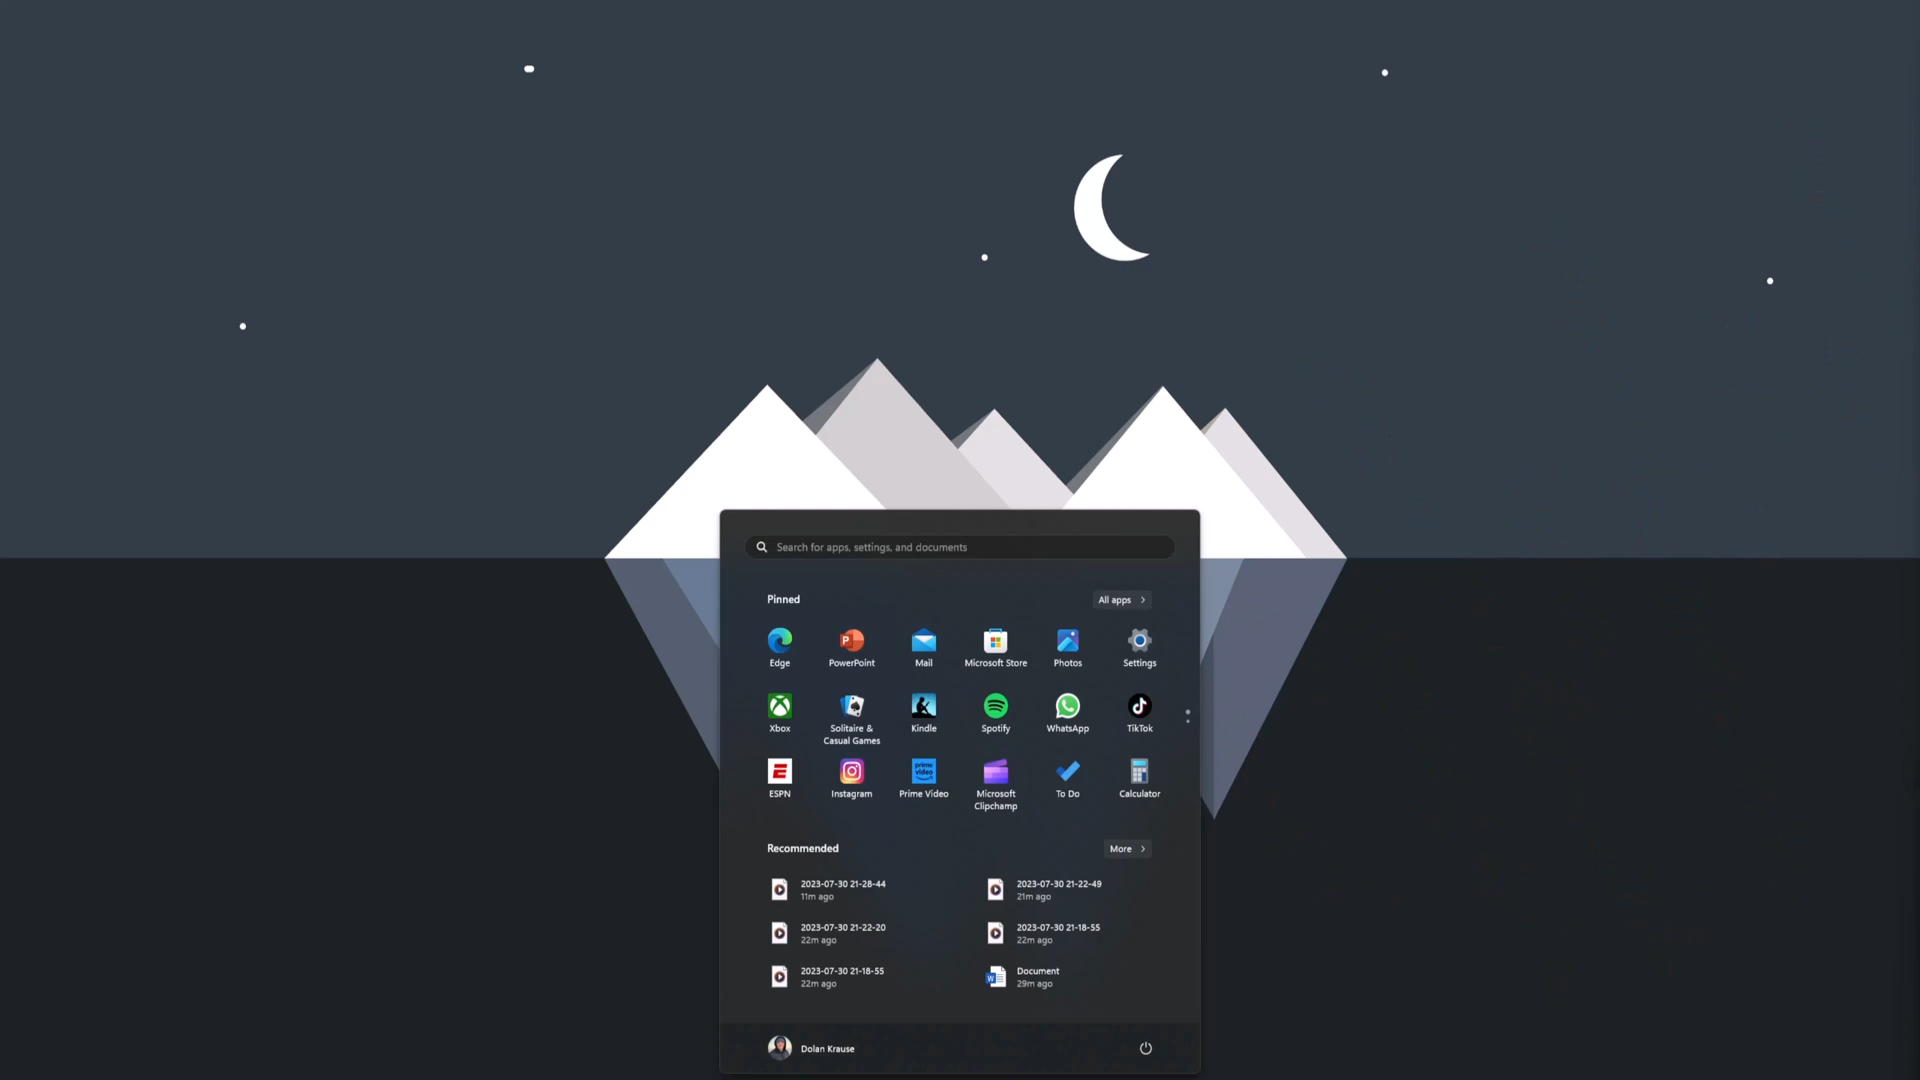 Search for apps, settings, and documents
Pinned
All apps
Edge
PowerPoint
Mail
Microsoft Store
Photos
Settings
Xbox
Solitaire &
Casual Games
Kindle
Spotify
WhatsApp
TikTok
ESPN
Instagram
prime
video
Prime Video
Microsoft
Clipchamp
To Do
Calculator
Recommended
More
2023-07-30 21-28-44
11m ago
2023-07-30 21-22-49
21m ago
2023-07-30 21-22-20
22m ago
2023-07-30 21-18-55
22m ago
2023-07-30 21-18-55
22m ago
Document
29m ago
Dolan Krause